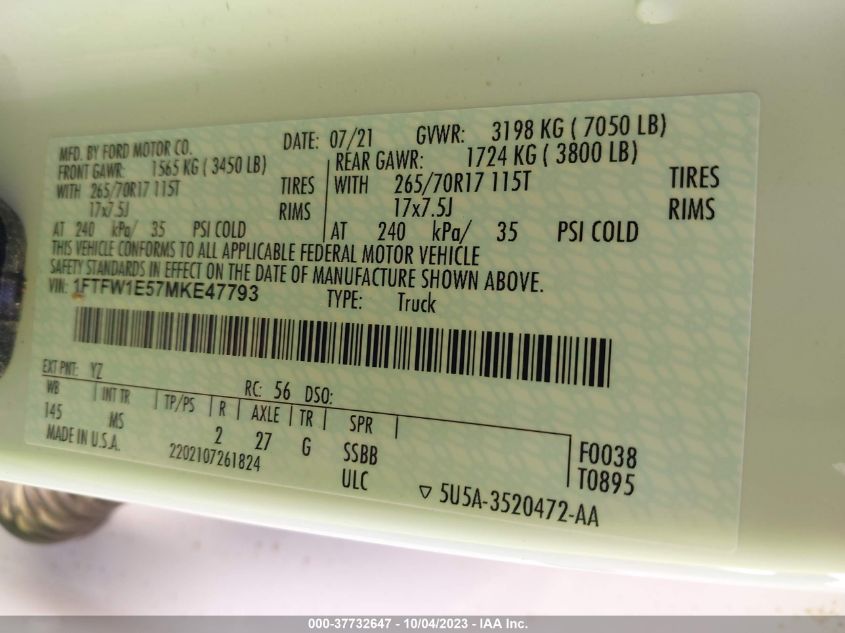 MFD. BY FORD MOTOR CO. DATE: 07/21 GVWR: 3198 KG ( 7050 LB)
FRONT GAWR: 1565 KG ( 3450 LB) REAR GAWR: 1724 KG ( 3800 LB)
WITH 265/70R17 115T TIRES WITH 265/70R17 115T TIRES
17x7.5J RIMS 17x7.5J RIMS
AT 240 kPa/ 35 PSI COLD AT 240 kPa/ 35 PSI COLD
THIS VEHICLE CONFORMS TO ALL APPLICABLE FEDERAL MOTOR VEHICLE
SAFETY STANDARDS IN EFFECT ON THE DATE OF MANUFACTURE SHOWN ABOVE.
VIN: 1FTFW1E57MKE47793 TYPE: Truck
EXT PNT: YZ RC: 56 DSO:
WB INT TR TP/PS R AXLE TR SPR
145 MS 2 27 G SSBB F0038
MADE IN U.S.A. 2202107261824 ULC T0895
▽ 5U5A-3520472-AA
000-37732647 - 10/04/2023 - IAA Inc.